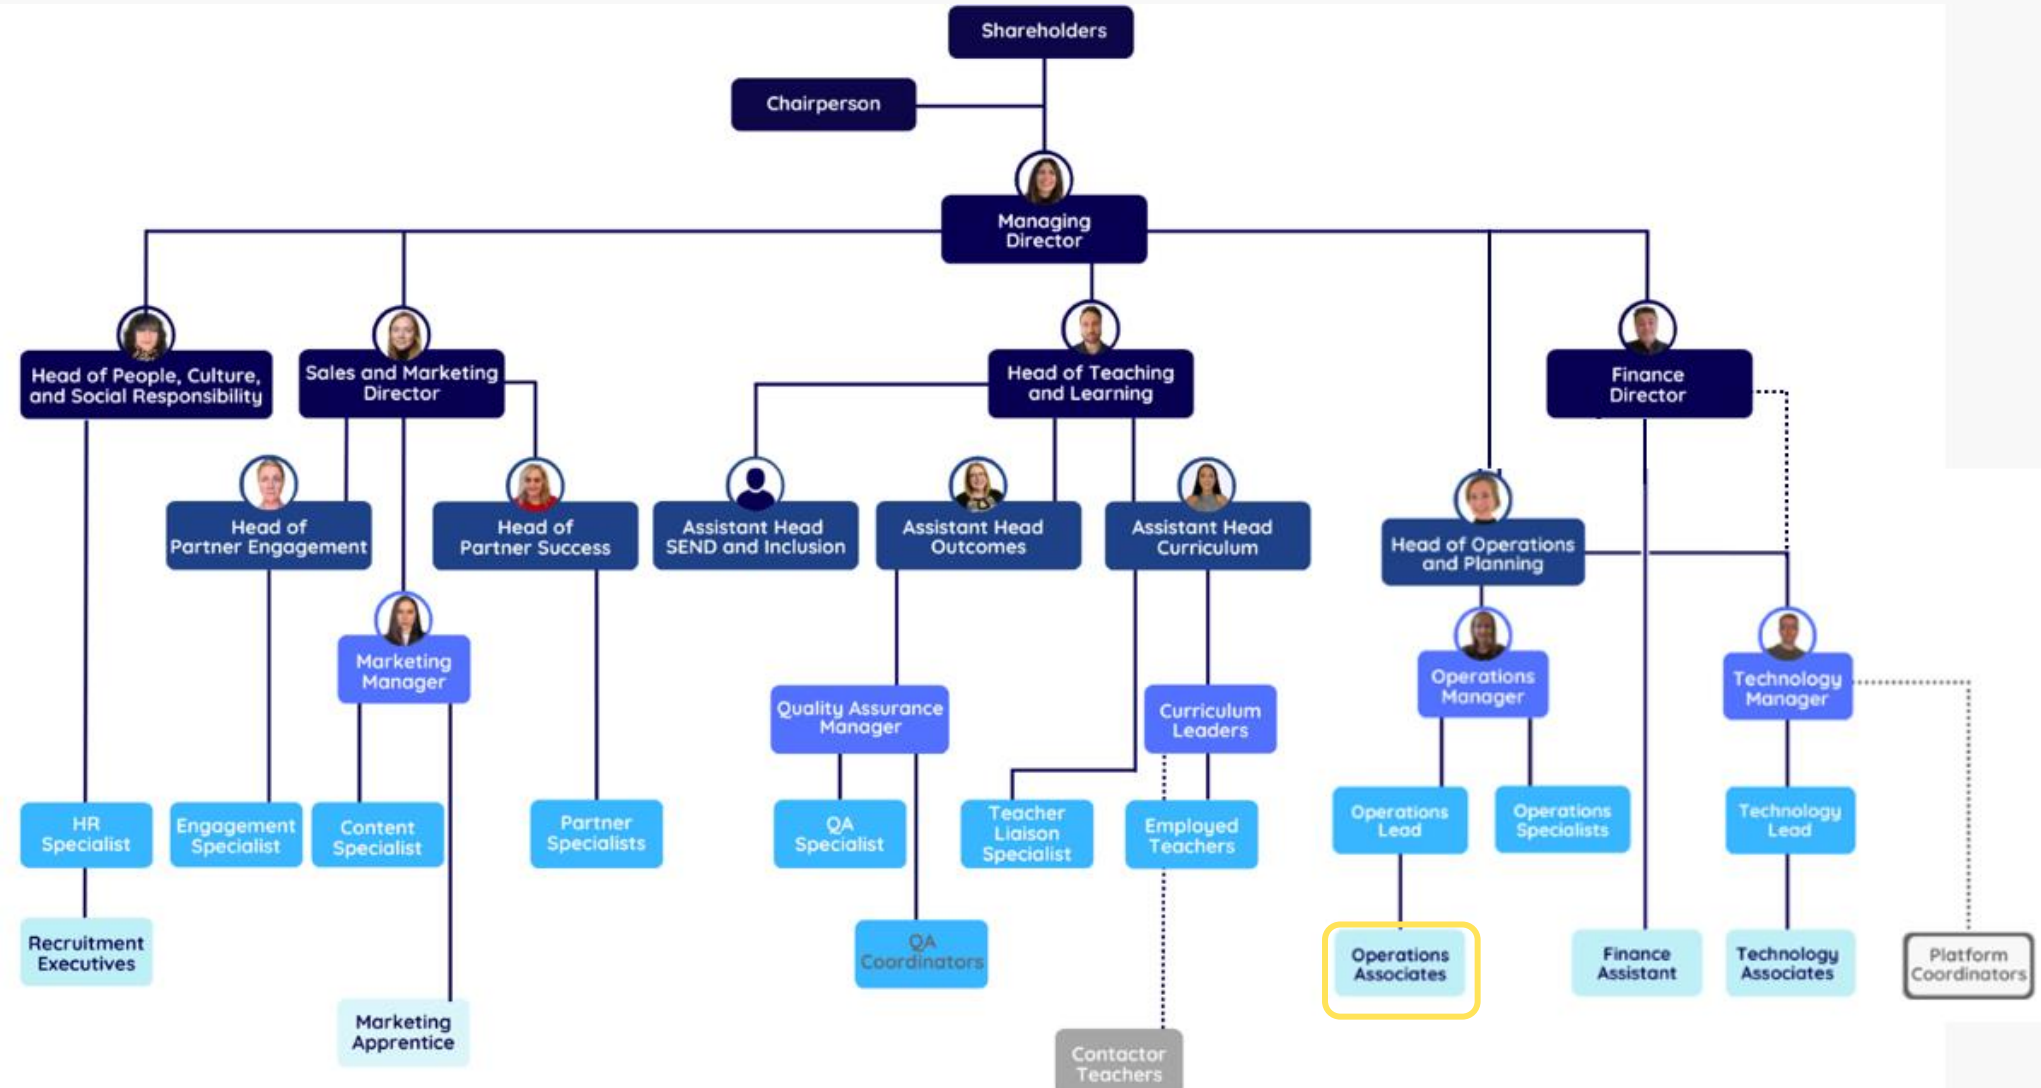 Shareholders
Chairperson
Managing
Director
Head of People, Culture,
and Social Responsibility
Sales and Marketing
Director
Head of Teaching
and Learning
Finance
Director
Head of
Partner Engagement
Head of
Partner Success
Assistant Head
SEND and Inclusion
Assistant Head
Outcomes
Assistant Head
Curriculum
Head of Operations
and Planning
Marketing
Manager
Quality Assurance
Manager
Curriculum
Leaders
Operations
Manager
Technology
Manager
HR
Specialist
Engagement
Specialist
Content
Specialist
Partner
Specialists
QA
Specialist
Teacher
Liaison
Specialist
Employed
Teachers
Operations
Lead
Operations
Specialists
Technology
Lead
Recruitment
Executives
QA
Coordinators
Operations
Associates
Finance
Assistant
Technology
Associates
Platform
Coordinators
Marketing
Apprentice
Contactor
Teachers